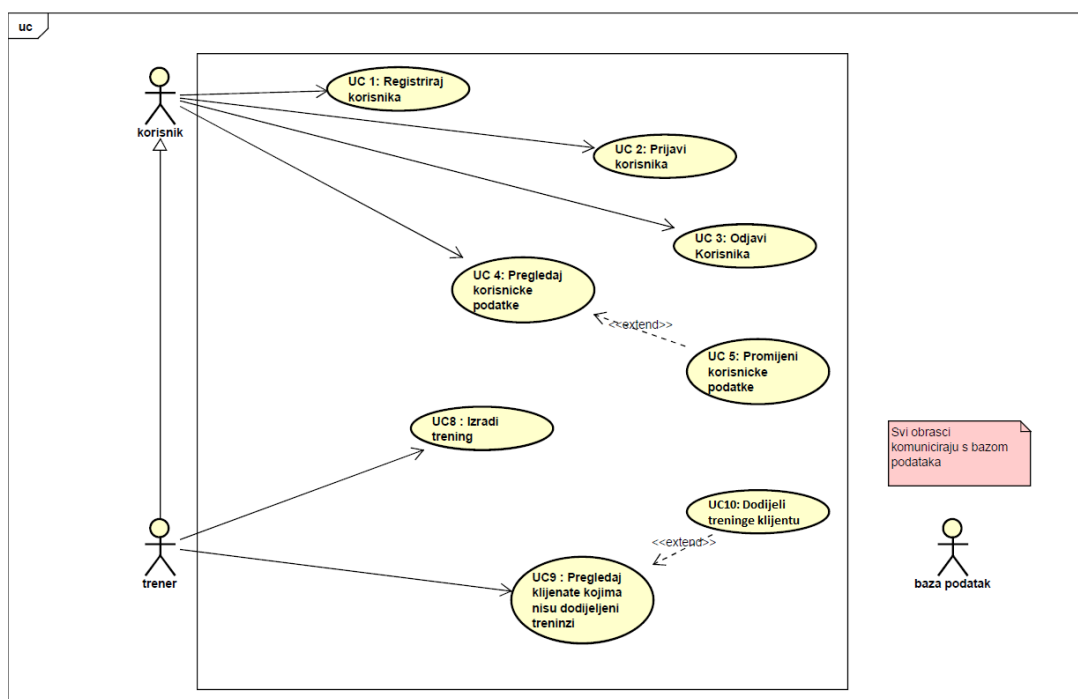 uc
UC 1: Registriraj
korisnika
korisnik
UC 2: Prijavi
korisnika
UC 3: Odjavi
Korisnika
UC 4: Pregledaj
korisnicke
podatke
<<extend>>
UC 5: Promijeni
korisnicke
podatke
UC8 : Izradi
trening
Svi obrasci
komuniciraju s bazom
podataka
UC10: Dodijeli
treninge klijentu
<<extend>>
trener
UC9 : Pregledaj
klijenate kojima
nisu dodijeljeni
treninzi
baza podatak